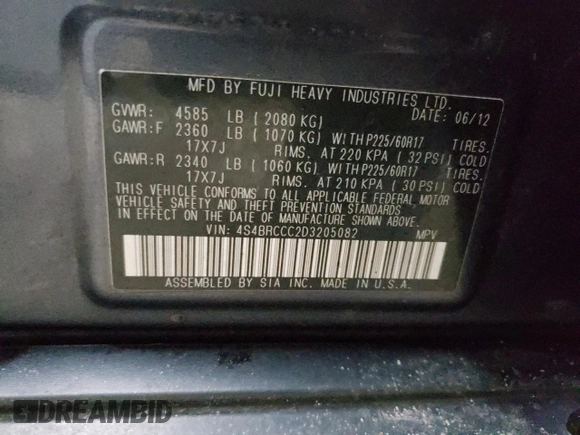 MFD BY FUJI HEAVY INDUSTRIES LTD.
GVWR: 4585 LB ( 2080 KG) DATE: 06/12
GAWR:F 2360 LB ( 1070 KG) WITHP225/60R17 TIRES.
17X7J RIMS. AT 220 KPA ( 32 PSI) COLD
GAWR:R 2340 LB ( 1060 KG) WITHP225/60R17 TIRES.
17X7J RIMS. AT 210 KPA ( 30 PSI) COLD
THIS VEHICLE CONFORMS TO ALL APPLICABLE FEDERAL MOTOR
VEHICLE SAFETY AND THEFT PREVENTION STANDARDS
IN EFFECT ON THE DATE OF MANUFACTURE SHOWN ABOVE.
VIN: 4S4BRCCC2D3205082 MPV
ASSEMBLED BY SIA INC. MADE IN U.S.A.
DREAMBID